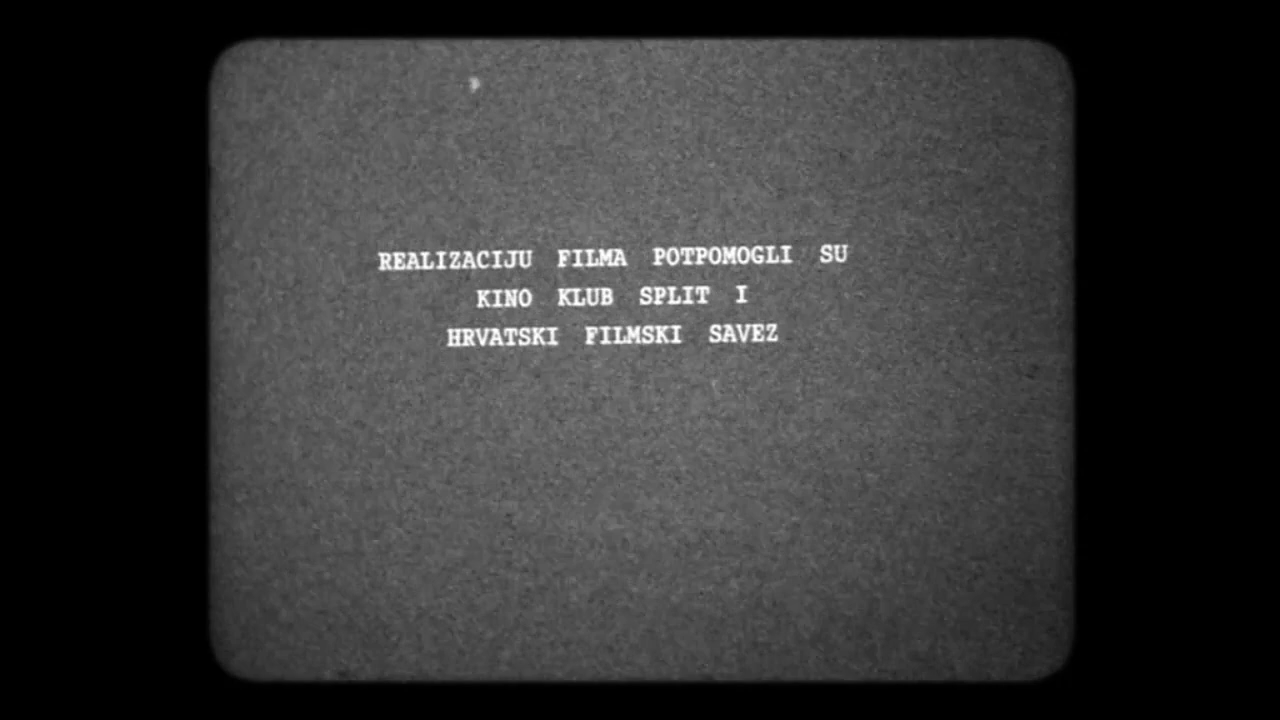 REALIZACIJU FILMA POTPOMOGLI SU
KINO KLUB SPLIT I
HRVATSKI FILMSKI SAVEZ